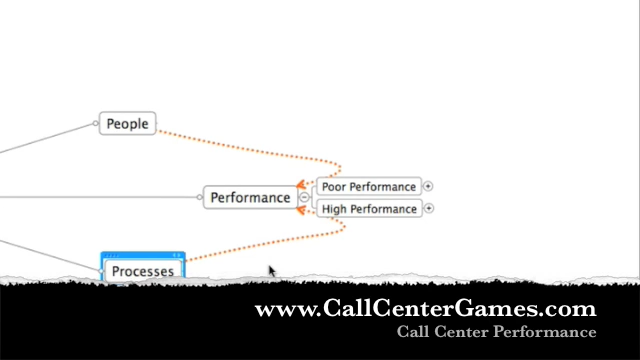 People
Performance
Poor Performance
High Performance
Processes
www.CallCenterGames.com
Call Center Performance